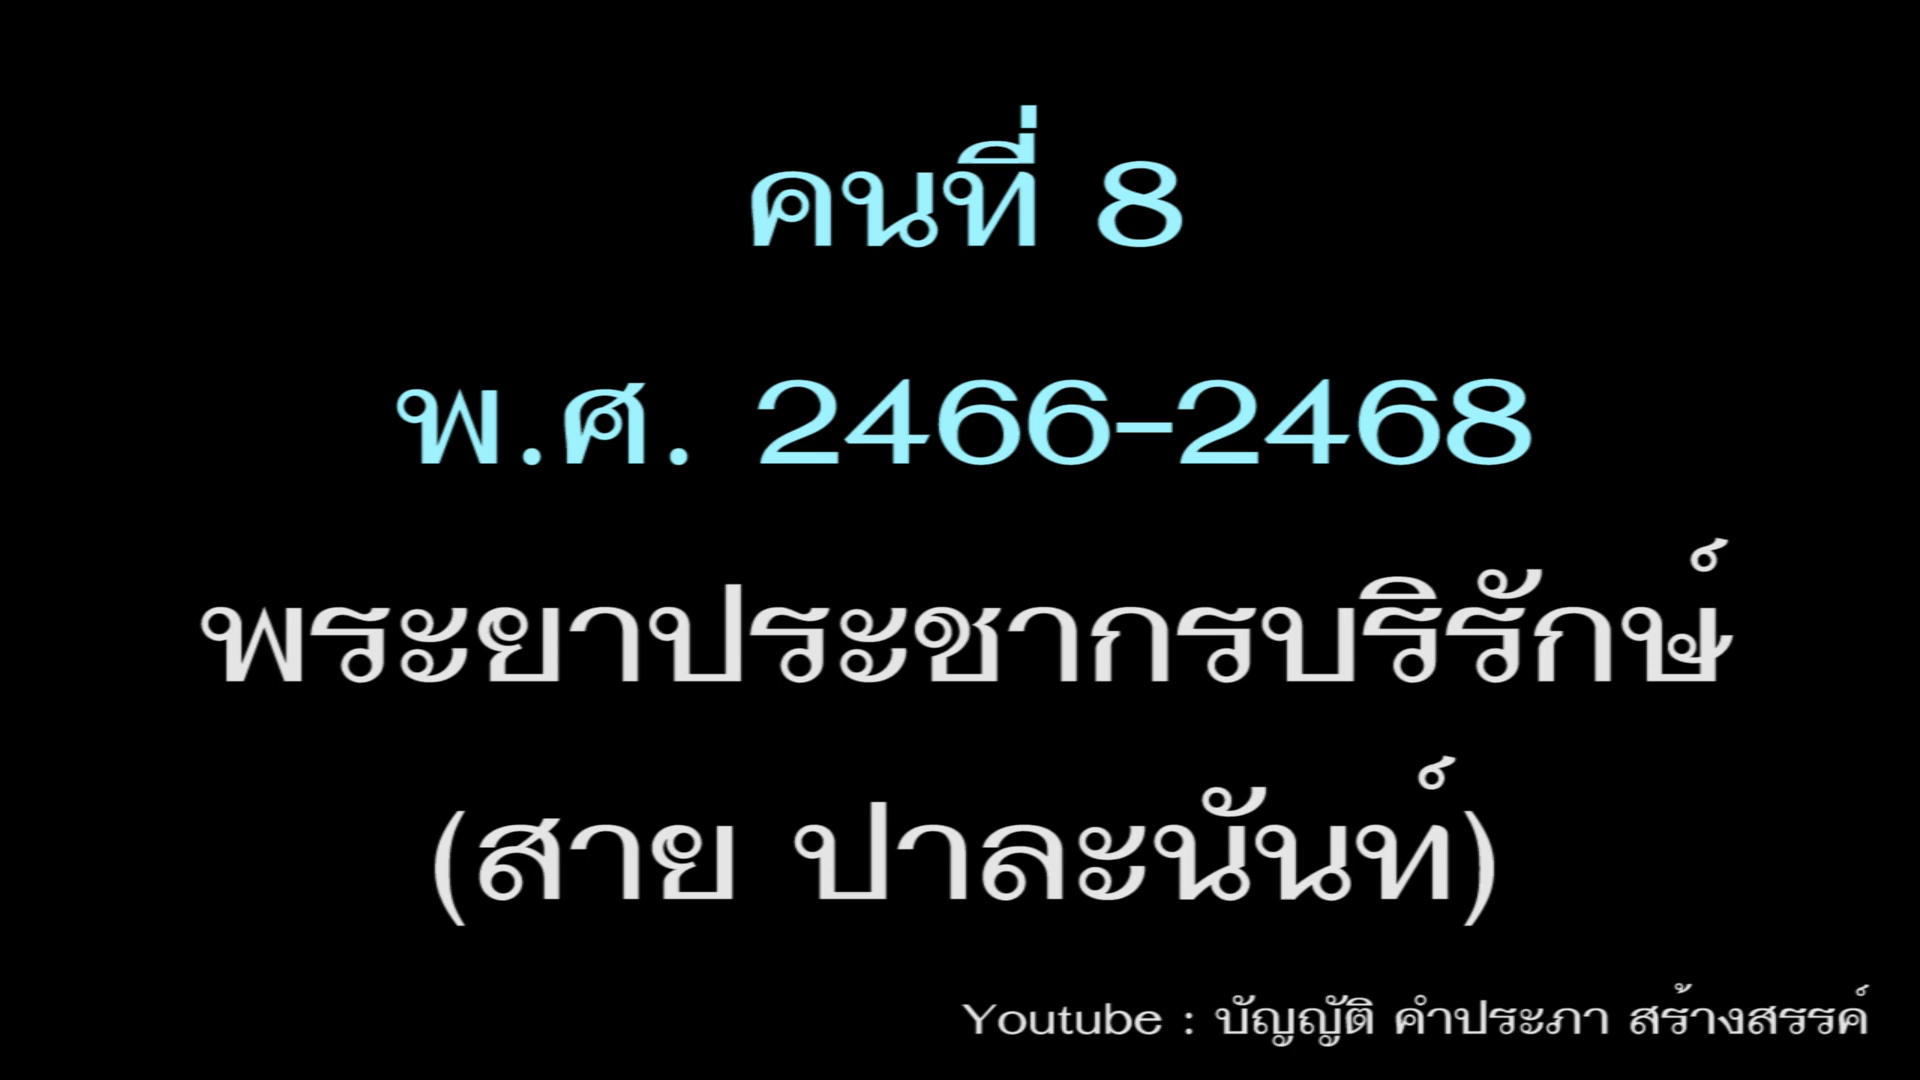 คนที่ 8
พ.ศ. 2466-2468
พระยาประชากรบริรักษ์
(สาย ปาละนันทน์)
Youtube : บัญญัติ คำประภา สร้างสรรค์